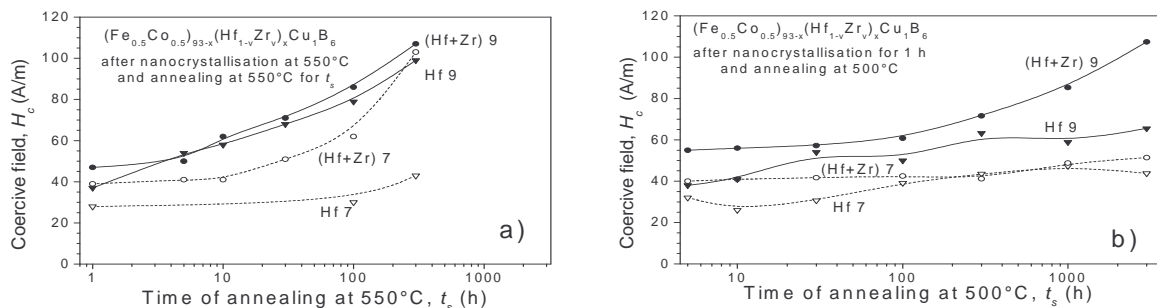 (Fe0.5Co0.5)93-x(Hf1-vZrv)xCu1B6
after nanocrystallisation at 550°C
and annealing at 550°C for ts
(Hf+Zr) 9
Hf 9
(Hf+Zr) 7
Hf 7
a)
120
100
80
60
40
20
0
Coercive field, Hc (A/m)
1
10
100
1000
Time of annealing at 550°C, ts (h)
(Fe0.5Co0.5)93-x(Hf1-vZrv)xCu1B6
after nanocrystallisation for 1 h
and annealing at 500°C
(Hf+Zr) 9
Hf 9
(Hf+Zr) 7
Hf 7
b)
120
100
80
60
40
20
0
Coercive field, Hc (A/m)
10
100
1000
Time of annealing at 500°C, ts (h)